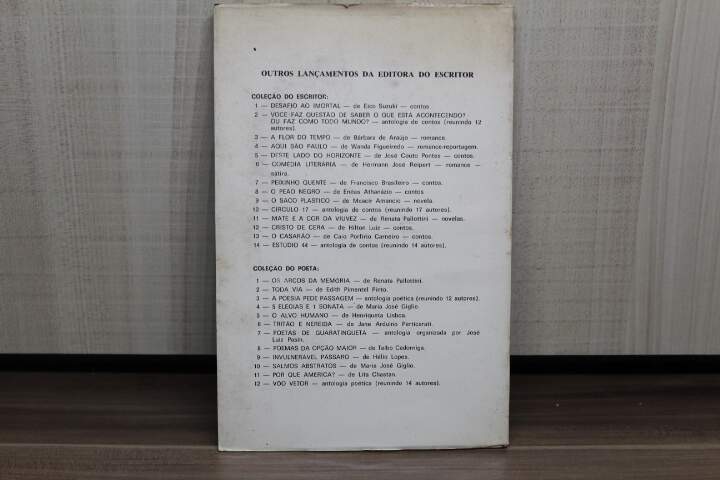 OUTROS LANÇAMENTOS DA EDITORA DO ESCRITOR
COLEÇÃO DO ESCRITOR:
1 — DESAFIO AO IMORTAL — de Eico Suzuki — contos.
2 — VOCE FAZ QUESTÃO DE SABER O QUE ESTÁ ACONTECENDO?
OU FAZ COMO TODO MUNDO? — antologia de contos (reunindo 12
autores).
3 — A FLOR DO TEMPO — de Bárbara de Araújo — romance.
4 — AQUI SÃO PAULO — de Wanda Figueiredo — romance-reportagem.
5 — DESTE LADO DO HORIZONTE — de José Couto Pontes — contos.
6 — COMÉDIA LITERÁRIA — de Hermann José Reipert — romance —
sátira.
7 — PEIXINHO QUENTE — de Francisco Brasileiro — contos.
8 — O PEÃO NEGRO — de Enéas Athanázio — contos
9 — O SACO PLASTICO — de Moacir Amancio — novela
10 — CIRCULO 17 — antologia de contos (reunindo 17 autores).
11 — MATE É A COR DA VIUVEZ — de Renata Pallottini — novelas.
12 — CRISTO DE CERA — de Hilton Luiz — contos.
13 — O CASARÃO — de Caio Porfírio Carneiro — contos.
14 — ESTÚDIO 44 — antologia de contos (reunindo 14 autores).
COLEÇÃO DO POETA:
1 — OS ARCOS DA MEMÓRIA — de Renata Pallottini.
2 — TODA VIA — de Edith Pimentel Pinto.
3 — A POESIA PEDE PASSAGEM — antologia poética (reunindo 12 autores).
4 — 5 ELEGIAS E 1 SONATA — de Maria José Giglio.
5 — O ALVO HUMANO — de Henriqueta Lisboa.
6 — TRITÃO E NEREIDA — de Jane Arduino Perticarati.
7 — POETAS DE GUARATINGUETÁ — antologia organizada por José
Luiz Pasin.
8 — POEMAS DA OPÇÃO MAIOR — de Telbo Cedorniga.
9 — INVULNERÁVEL PÁSSARO — de Hélio Lopes.
10 — SALMOS ABSTRATOS — de Maria José Giglio.
11 — POR QUE AMÉRICA? — de Lita Chastan.
12 — VOO VETOR — antologia poética (reunindo 14 autores).